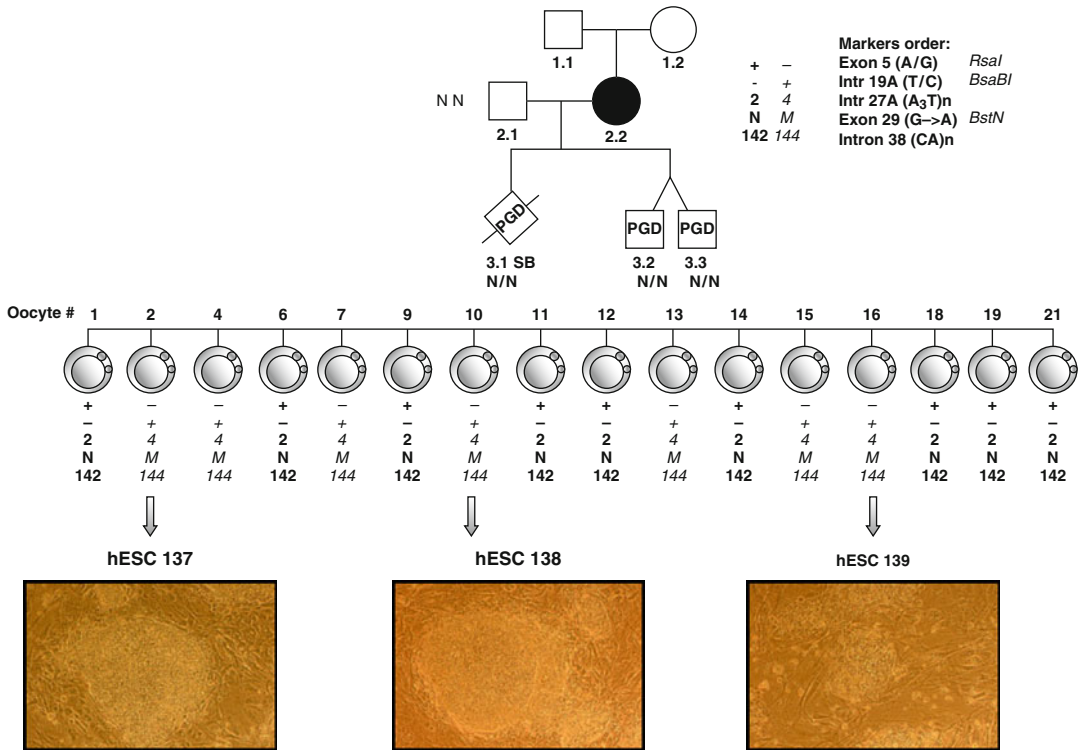 1.1 1.2
N N
2.1 2.2
+ –
- +
2 4
N M
142 144
Markers order:
Exon 5 (A/G) RsaI
Intr 19A (T/C) BsaBI
Intr 27A (A3T)n
Exon 29 (G–>A) BstN
Intron 38 (CA)n
PGD PGD PGD
3.1 SB 3.2 3.3
N/N N/N N/N
Oocyte # 1 2 4 6 7 9 10 11 12 13 14 15 16 18 19 21
+ – – + – + – + + – + – – + + +
– + + – + – + – – + – + + – – –
2 4 4 2 4 2 4 2 2 4 2 4 4 2 2 2
N M M N M N M N N M N M M N N N
142 144 144 142 144 142 144 142 142 144 142 144 144 142 142 142
hESC 137 hESC 138 hESC 139